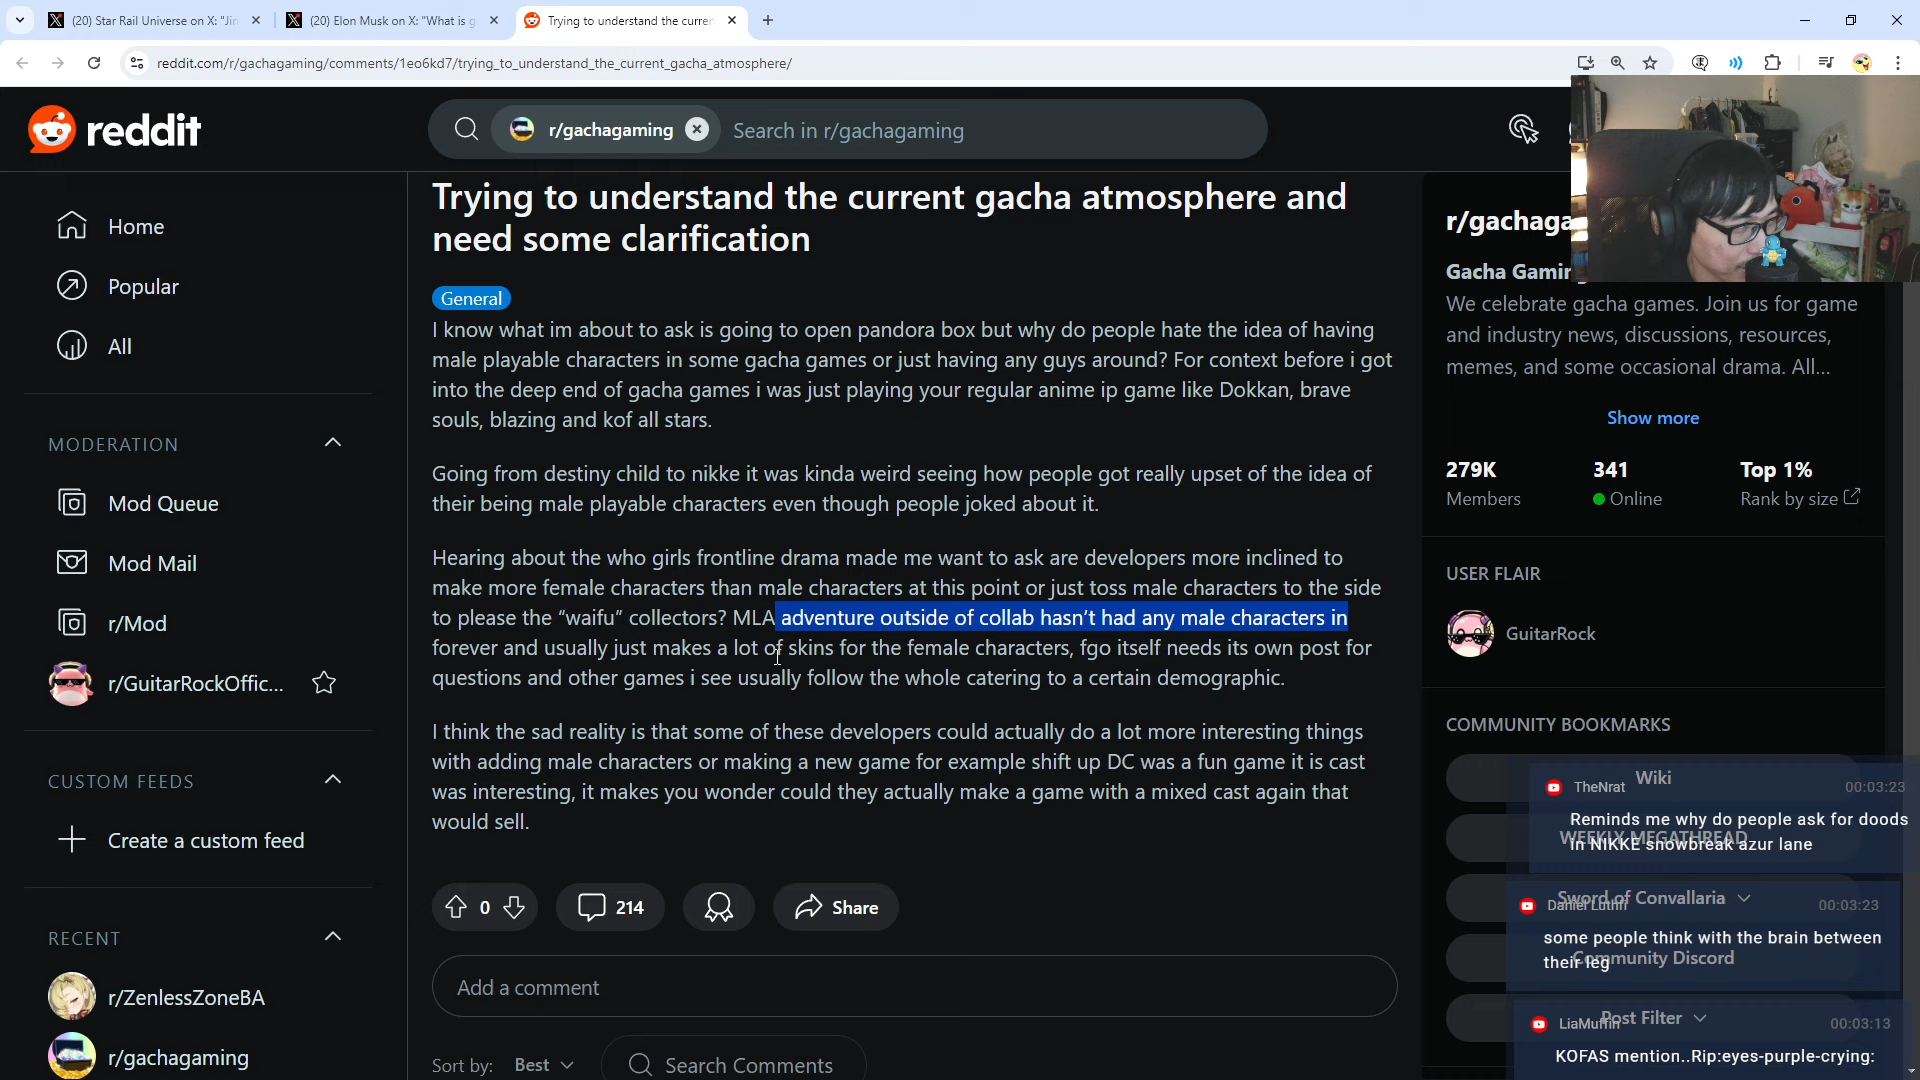 (20) Star Rail Universe on X: "Jin
(20) Elon Musk on X: "What is g
Trying to understand the curren
reddit.com/r/gachagaming/comments/1eo6kd7/trying_to_understand_the_current_gacha_atmosphere/
reddit
r/gachagaming
Search in r/gachagaming
Home
Popular
All
MODERATION
Mod Queue
Mod Mail
r/Mod
r/GuitarRockOffic...
CUSTOM FEEDS
Create a custom feed
RECENT
r/ZenlessZoneBA
r/gachagaming
Trying to understand the current gacha atmosphere and
need some clarification
General
I know what im about to ask is going to open pandora box but why do people hate the idea of having
male playable characters in some gacha games or just having any guys around? For context before i got
into the deep end of gacha games i was just playing your regular anime ip game like Dokkan, brave
souls, blazing and kof all stars.
Going from destiny child to nikke it was kinda weird seeing how people got really upset of the idea of
their being male playable characters even though people joked about it.
Hearing about the who girls frontline drama made me want to ask are developers more inclined to
make more female characters than male characters at this point or just toss male characters to the side
to please the “waifu” collectors? MLA adventure outside of collab hasn’t had any male characters in
forever and usually just makes a lot of skins for the female characters, fgo itself needs its own post for
questions and other games i see usually follow the whole catering to a certain demographic.
I think the sad reality is that some of these developers could actually do a lot more interesting things
with adding male characters or making a new game for example shift up DC was a fun game it is cast
was interesting, it makes you wonder could they actually make a game with a mixed cast again that
would sell.
0
214
Share
Add a comment
Sort by:
Best
Search Comments
r/gachaga
Gacha Gamin
We celebrate gacha games. Join us for game
and industry news, discussions, resources,
memes, and some occasional drama. All...
Show more
279K
Members
341
Online
Top 1%
Rank by size
USER FLAIR
GuitarRock
COMMUNITY BOOKMARKS
Wiki
TheNrat
00:03:23
Reminds me why do people ask for doods
WEEKLY MEGATHREAD
in NIKKE snowbreak azur lane
Sword of Convallaria
Daniel Luthfi
00:03:23
some people think with the brain between
their leg
Community Discord
Post Filter
LiaMuffin
00:03:13
KOFAS mention..Rip:eyes-purple-crying: